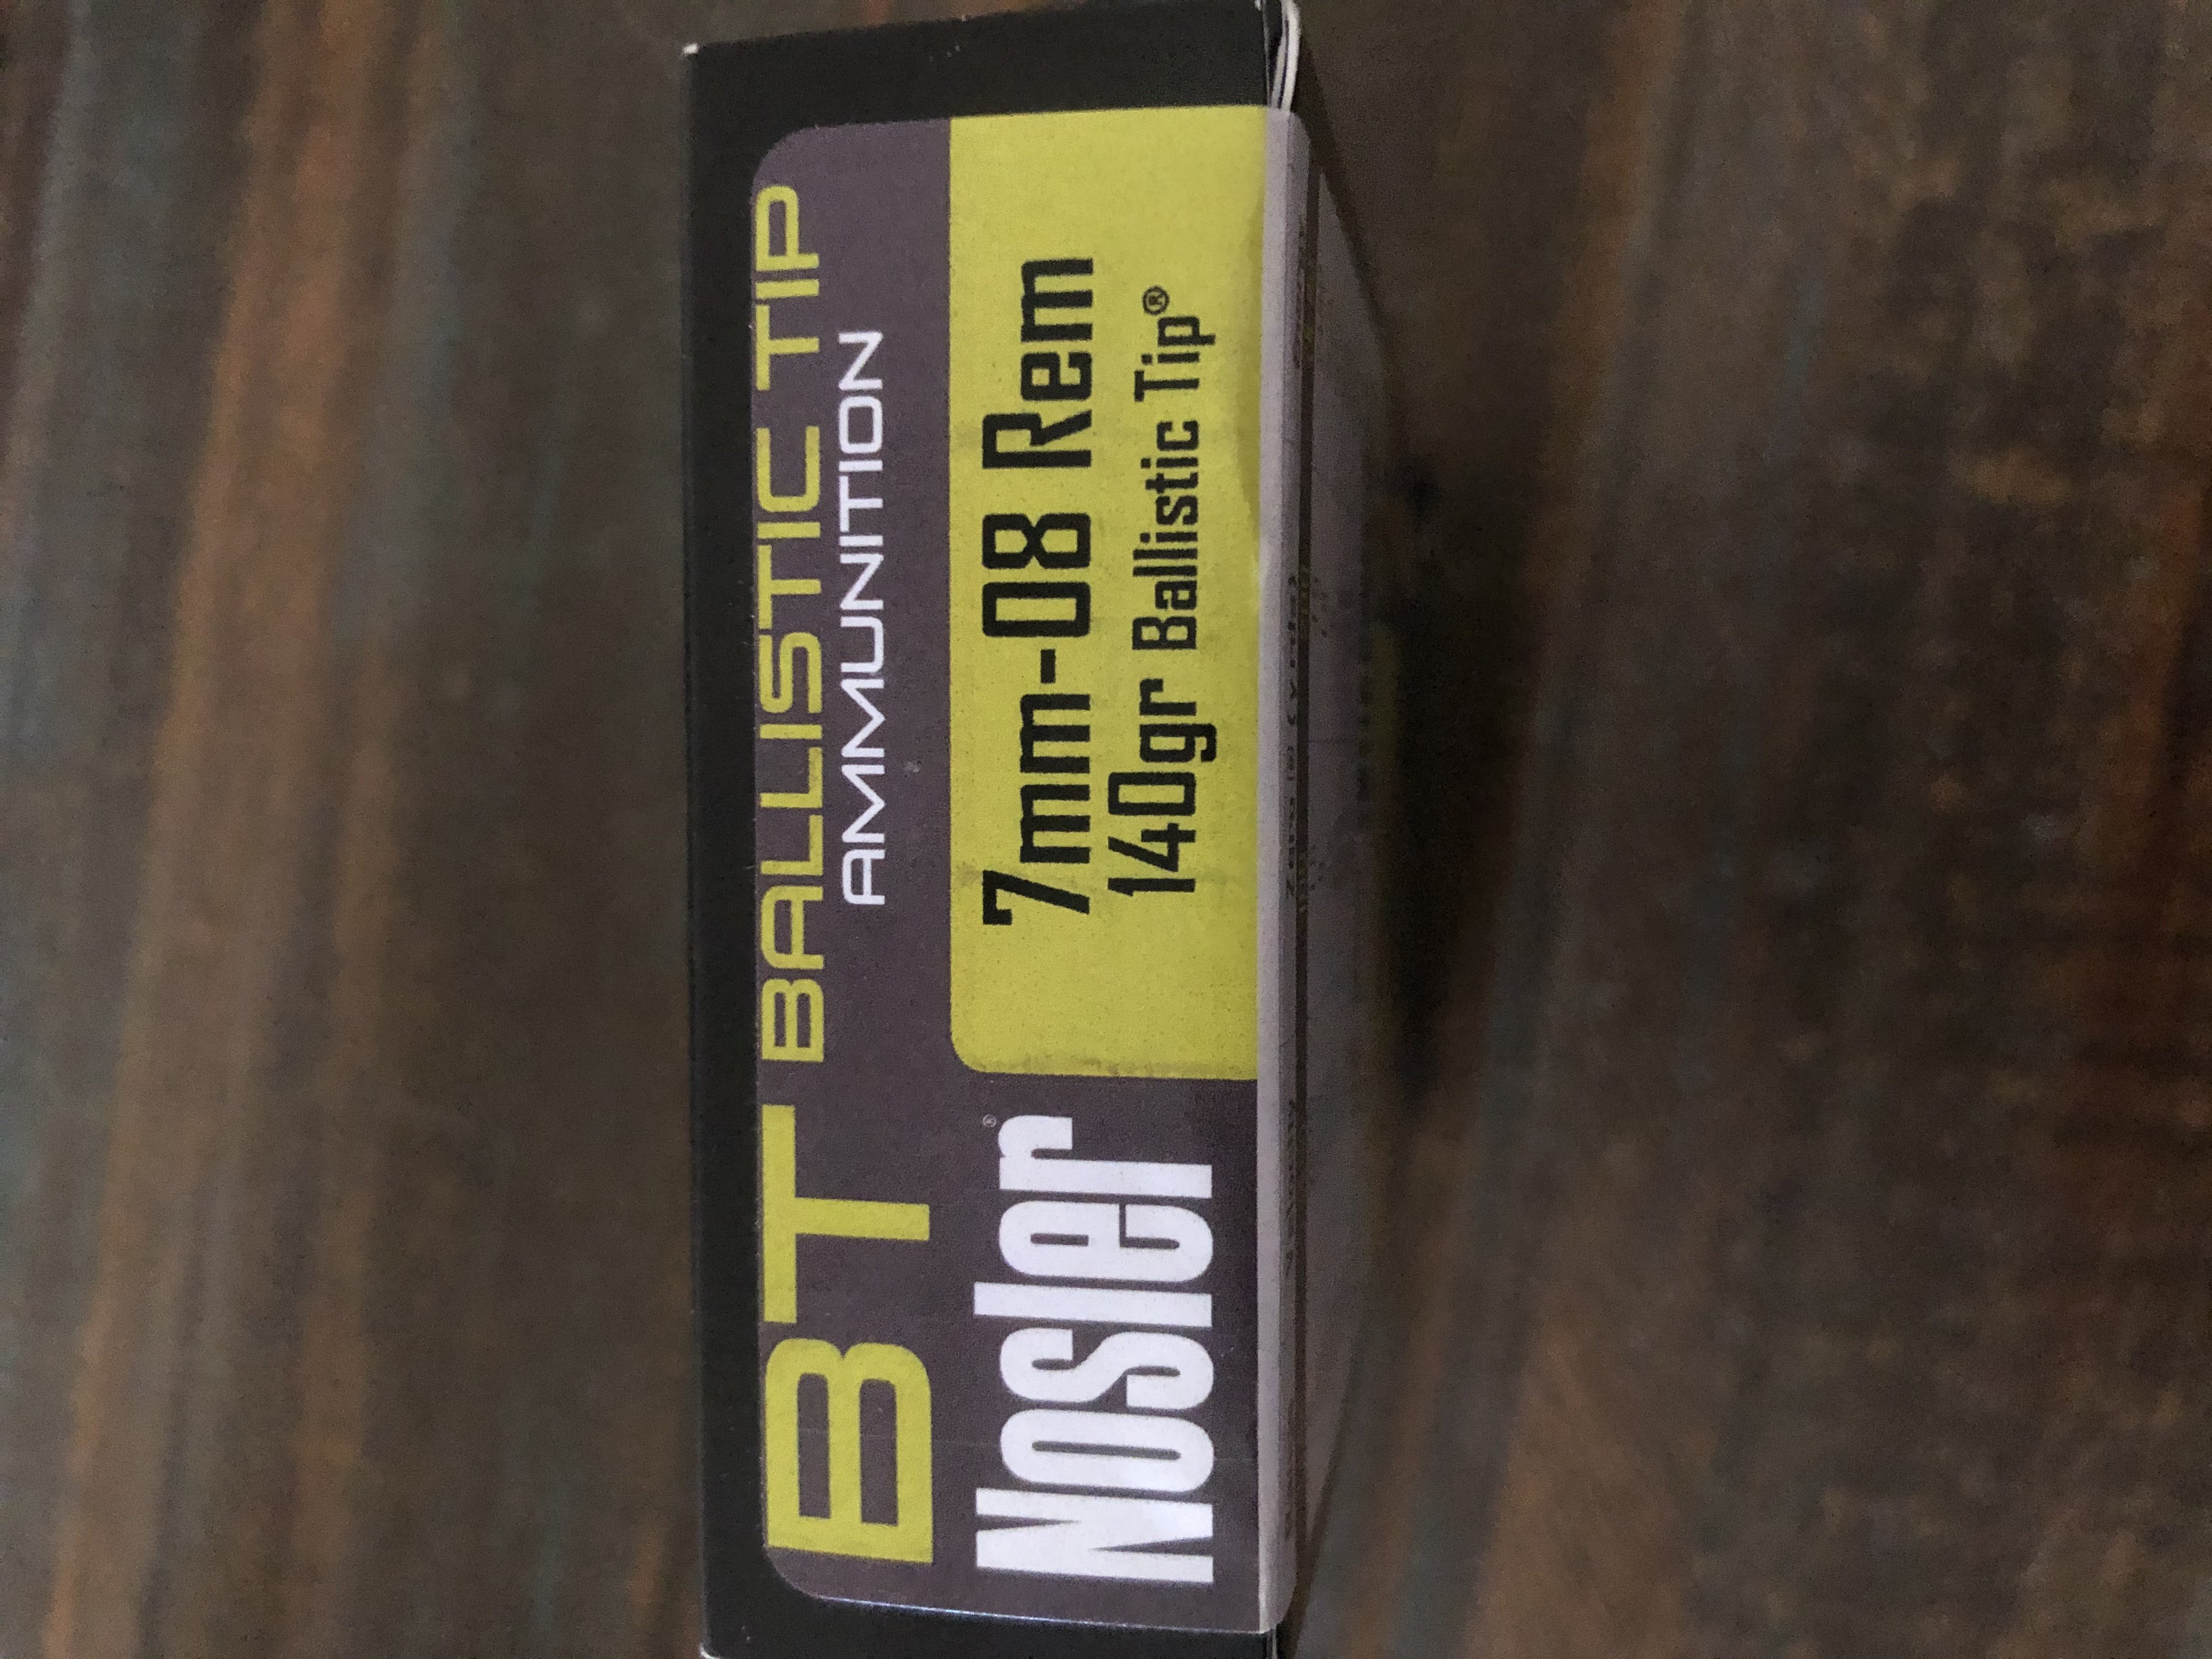 BT BALLISTIC TIP
AMMUNITION
Nosler®
7mm-08 Rem
140gr Ballistic Tip®